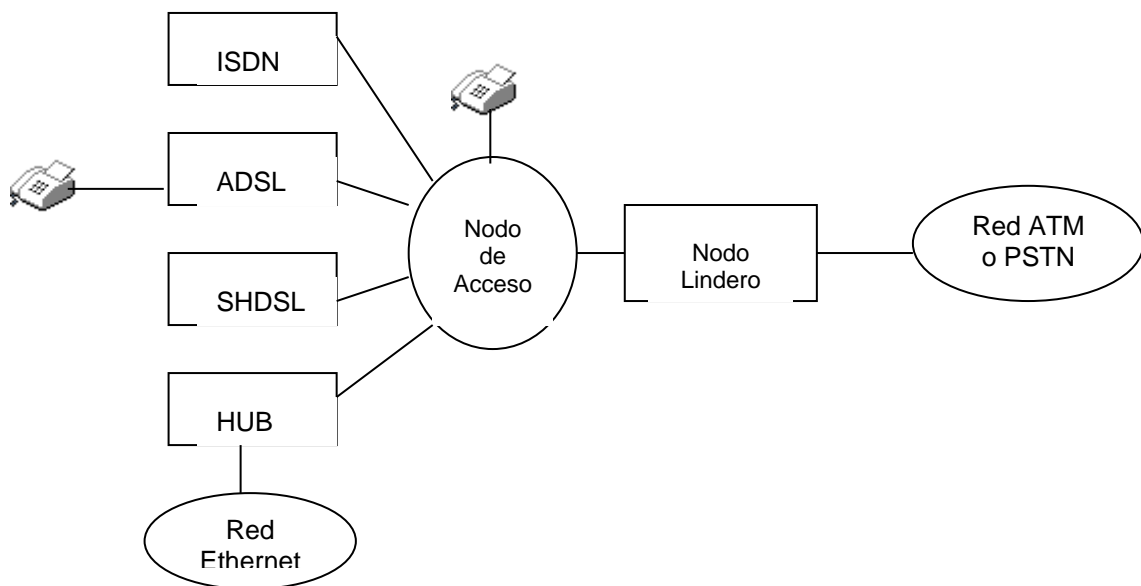 ISDN
ADSL
SHDSL
HUB
Red
Ethernet
Nodo
de
Acceso
Nodo
Lindero
Red ATM
o PSTN